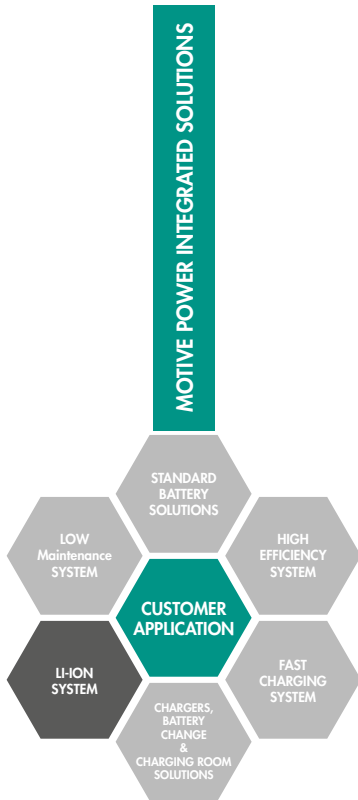 MOTIVE POWER INTEGRATED SOLUTIONS
STANDARD
BATTERY
SOLUTIONS
LOW
Maintenance
SYSTEM
HIGH
EFFICIENCY
SYSTEM
CUSTOMER
APPLICATION
LI-ION
SYSTEM
FAST
CHARGING
SYSTEM
CHARGERS,
BATTERY
CHANGE
&
CHARGING ROOM
SOLUTIONS